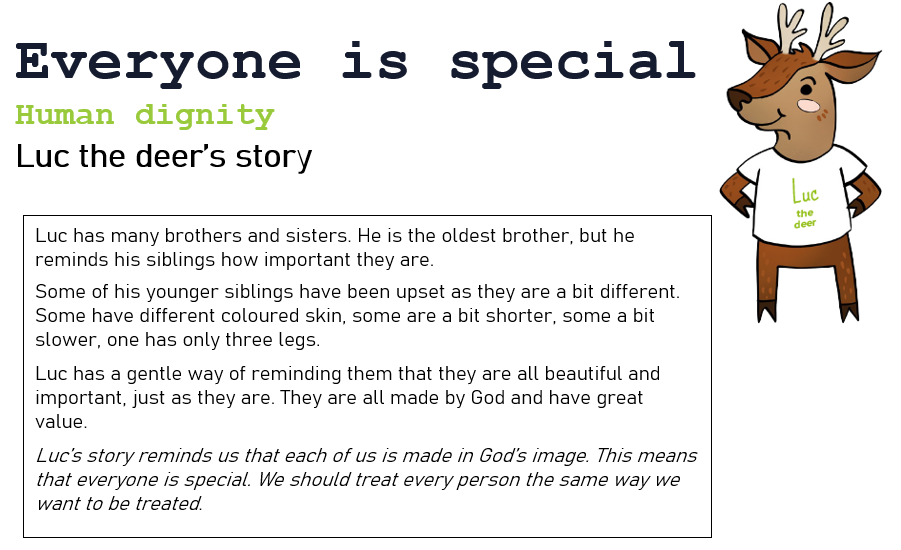 Everyone is special
Human dignity
Luc the deer’s story
Luc
the
deer
Luc has many brothers and sisters. He is the oldest brother, but he
reminds his siblings how important they are.
Some of his younger siblings have been upset as they are a bit different.
Some have different coloured skin, some are a bit shorter, some a bit
slower, one has only three legs.
Luc has a gentle way of reminding them that they are all beautiful and
important, just as they are. They are all made by God and have great
value.
Luc’s story reminds us that each of us is made in God’s image. This means
that everyone is special. We should treat every person the same way we
want to be treated.